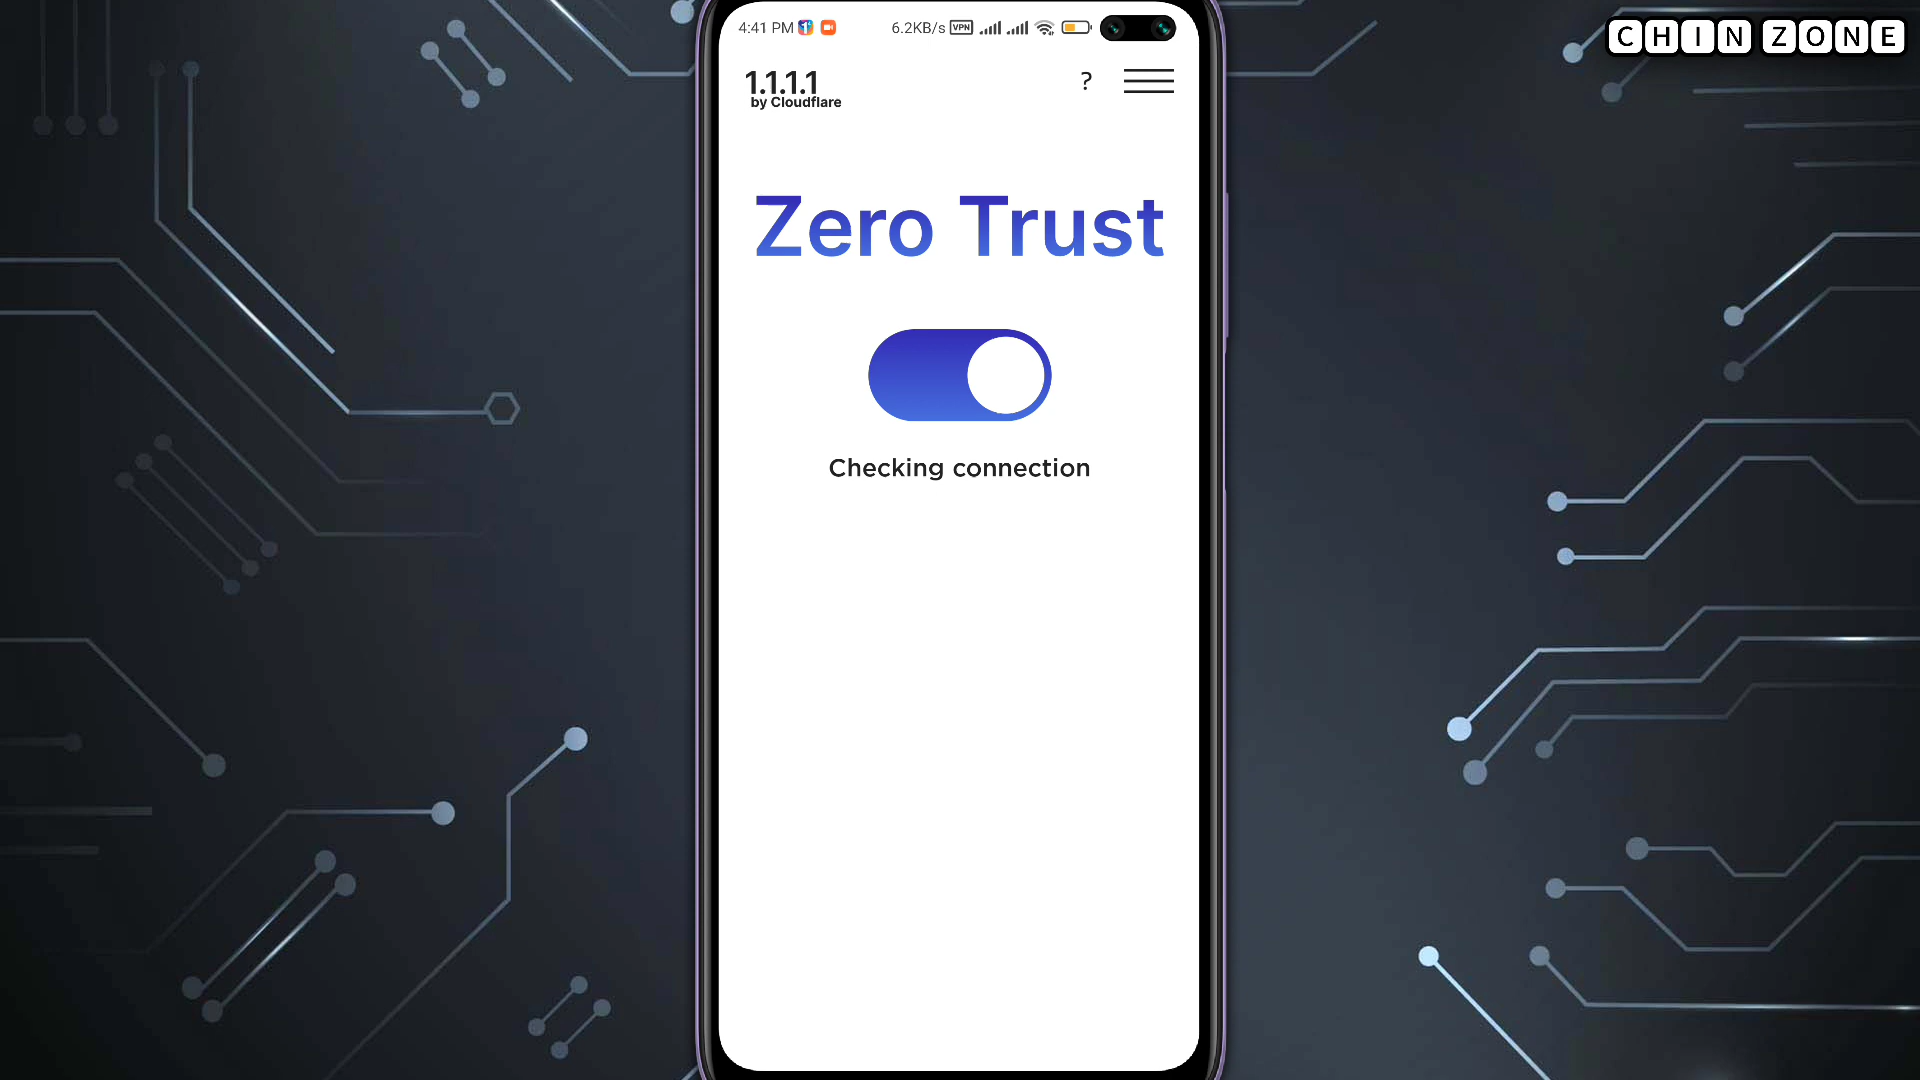 4:41 PM 6.2KB/s VPN
CHIN ZONE
1.1.1.1
by Cloudflare
?
Zero Trust
Checking connection